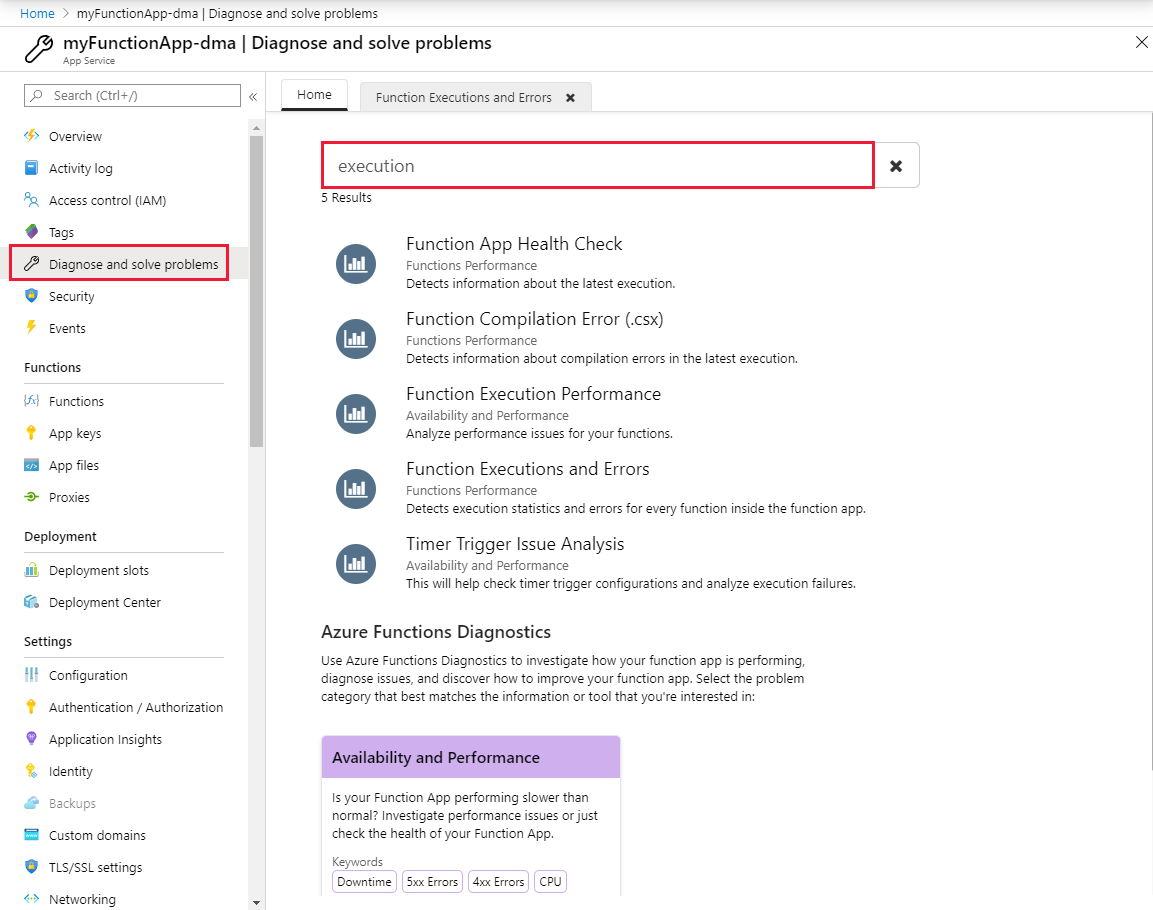 Home > myFunctionApp-dma | Diagnose and solve problems
myFunctionApp-dma | Diagnose and solve problems
App Service
Search (Ctrl+/)
«
Overview
Activity log
Access control (IAM)
Tags
Diagnose and solve problems
Security
Events
Functions
Functions
App keys
App files
Proxies
Deployment
Deployment slots
Deployment Center
Settings
Configuration
Authentication / Authorization
Application Insights
Identity
Backups
Custom domains
TLS/SSL settings
Networking
Home
Function Executions and Errors
execution
5 Results
Function App Health Check
Functions Performance
Detects information about the latest execution.
Function Compilation Error (.csx)
Functions Performance
Detects information about compilation errors in the latest execution.
Function Execution Performance
Availability and Performance
Analyze performance issues for your functions.
Function Executions and Errors
Functions Performance
Detects execution statistics and errors for every function inside the function app.
Timer Trigger Issue Analysis
Availability and Performance
This will help check timer trigger configurations and analyze execution failures.
Azure Functions Diagnostics
Use Azure Functions Diagnostics to investigate how your function app is performing,
diagnose issues, and discover how to improve your function app. Select the problem
category that best matches the information or tool that you're interested in:
Availability and Performance
Is your Function App performing slower than
normal? Investigate performance issues or just
check the health of your Function App.
Keywords
Downtime 5xx Errors 4xx Errors CPU